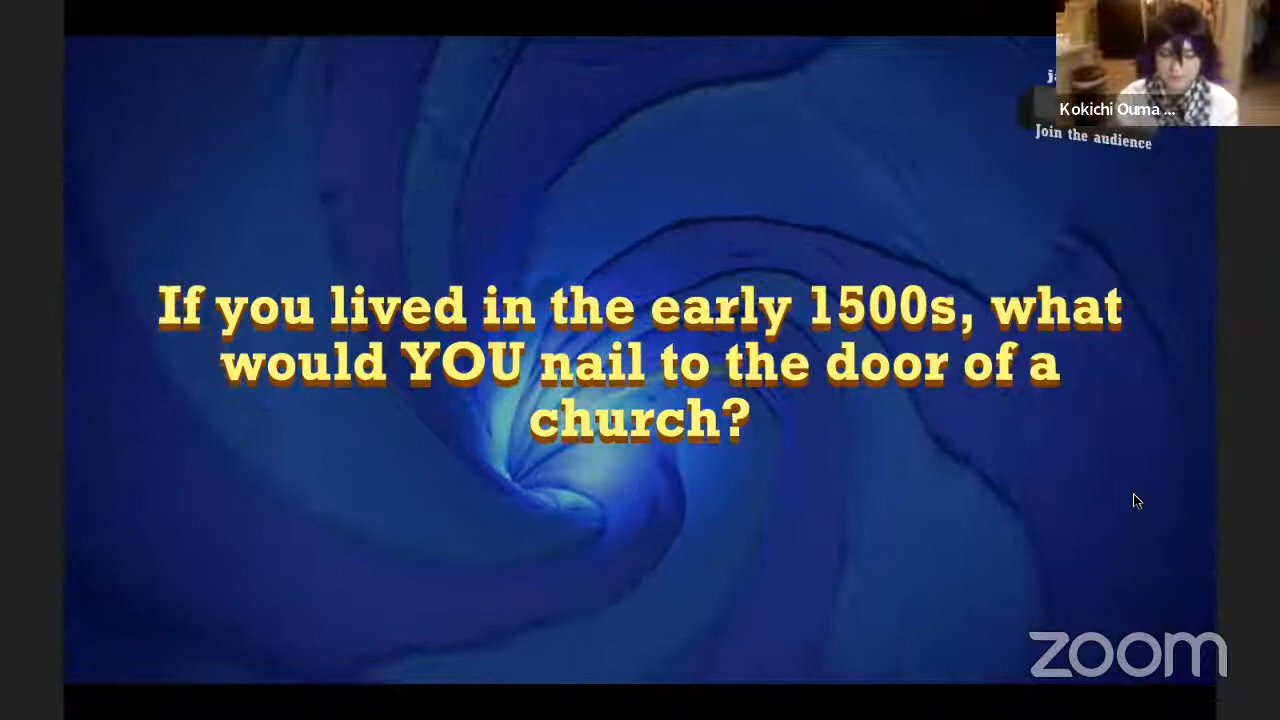 Kokichi Ouma ...
Join the audience
If you lived in the early 1500s, what
would YOU nail to the door of a
church?
zoom